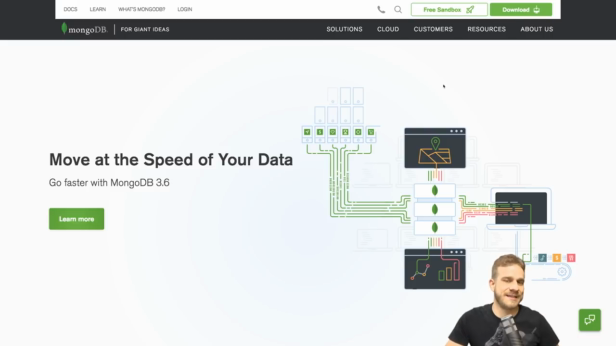 DOCS LEARN WHAT'S MONGODB? LOGIN Free Sandbox Download
mongoDB. FOR GIANT IDEAS SOLUTIONS CLOUD CUSTOMERS RESOURCES ABOUT US
Move at the Speed of Your Data
Go faster with MongoDB 3.6
Learn more